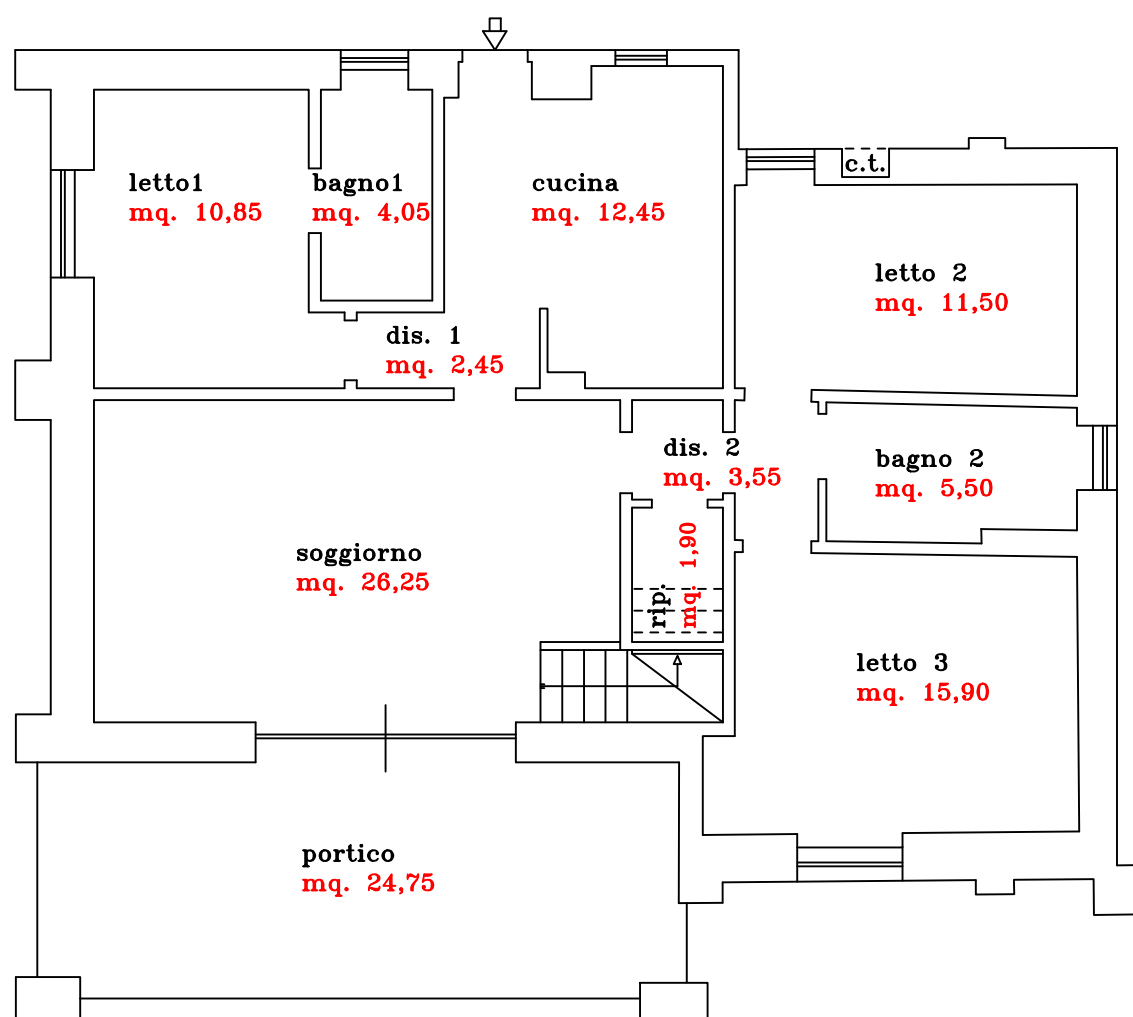 c.t.
letto1
mq. 10,85
bagno1
mq. 4,05
cucina
mq. 12,45
letto 2
mq. 11,50
dis. 1
mq. 2,45
dis. 2
mq. 3,55
bagno 2
mq. 5,50
soggiorno
mq. 26,25
rip.
mq. 1,90
letto 3
mq. 15,90
portico
mq. 24,75